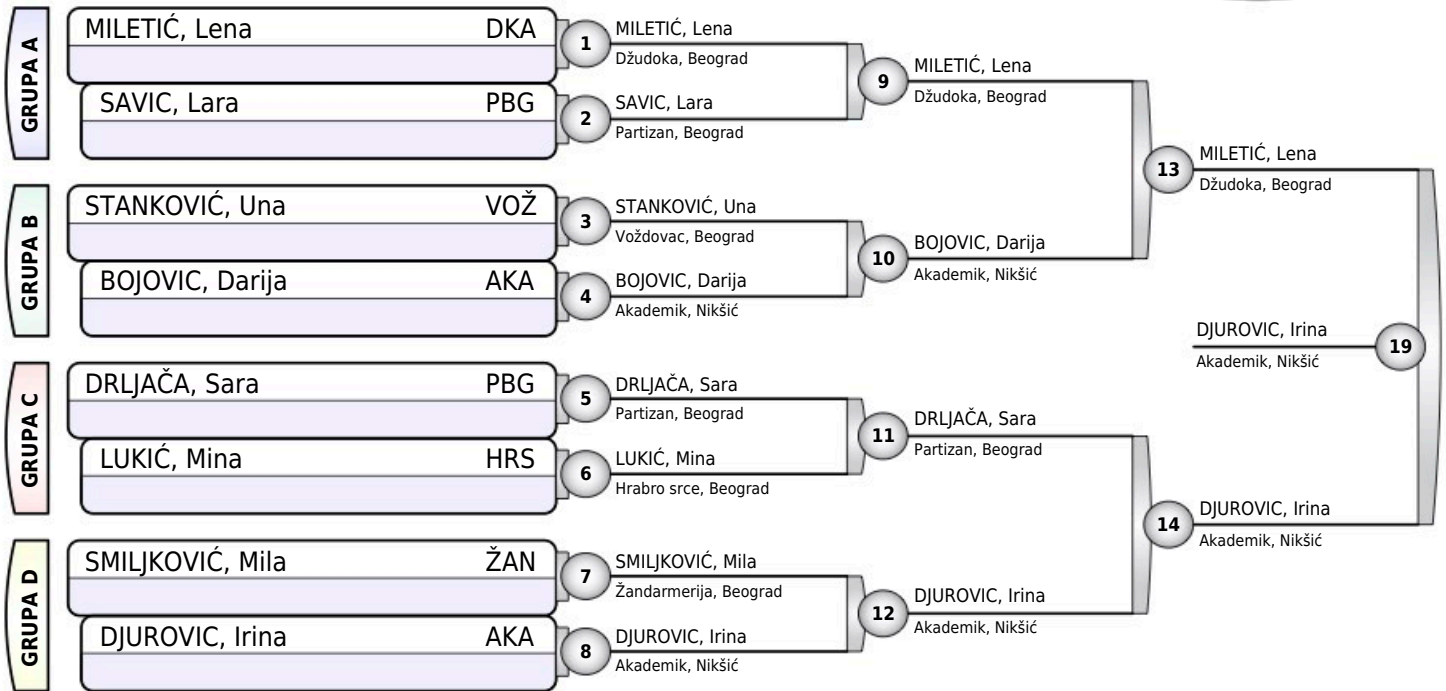 GRUPA A
MILETIĆ, Lena DKA
SAVIC, Lara PBG
1
MILETIĆ, Lena
Džudoka, Beograd
2
SAVIC, Lara
Partizan, Beograd
9
MILETIĆ, Lena
Džudoka, Beograd
GRUPA B
STANKOVIĆ, Una VOŽ
BOJOVIC, Darija AKA
3
STANKOVIĆ, Una
Voždovac, Beograd
4
BOJOVIC, Darija
Akademik, Nikšić
10
BOJOVIC, Darija
Akademik, Nikšić
13
MILETIĆ, Lena
Džudoka, Beograd
GRUPA C
DRLJAČA, Sara PBG
LUKIĆ, Mina HRS
5
DRLJAČA, Sara
Partizan, Beograd
6
LUKIĆ, Mina
Hrabro srce, Beograd
11
DRLJAČA, Sara
Partizan, Beograd
GRUPA D
SMILJKOVIĆ, Mila ŽAN
DJUROVIC, Irina AKA
7
SMILJKOVIĆ, Mila
Žandarmerija, Beograd
8
DJUROVIC, Irina
Akademik, Nikšić
12
DJUROVIC, Irina
Akademik, Nikšić
14
DJUROVIC, Irina
Akademik, Nikšić
DJUROVIC, Irina
Akademik, Nikšić
19